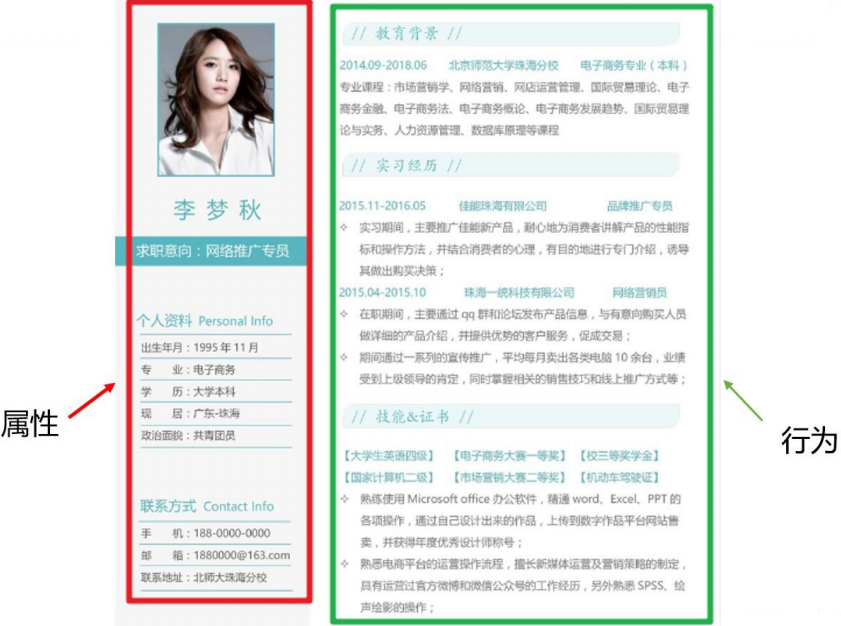 李梦秋
求职意向：网络推广专员
个人资料 Personal Info
出生年月：1995 年 11 月
专 业：电子商务
学 历：大学本科
现 居：广东-珠海
政治面貌：共青团员
联系方式 Contact Info
手 机：188-0000-0000
邮 箱：1880000@163.com
联系地址：北师大珠海分校
属性
// 教育背景 //
2014.09-2018.06 北京师范大学珠海分校 电子商务专业（本科）
专业课程：市场营销学、网络营销、网店运营管理、国际贸易理论、电子
商务金融、电子商务法、电子商务概论、电子商务发展趋势、国际贸易理
论与实务、人力资源管理、数据库原理等课程
// 实习经历 //
2015.11-2016.05 佳能珠海有限公司 品牌推广专员
✧ 实习期间，主要推广佳能新产品，耐心地为消费者讲解产品的性能指
标和操作方法，并结合消费者的心理，有目的地进行专门介绍，诱导
其做出购买决策；
2015.04-2015.10 珠海一统科技有限公司 网络营销员
✧ 在职期间，主要通过 qq 群和论坛发布产品信息，与有意向购买人员
做详细的产品介绍，并提供优势的客户服务，促成交易；
✧ 期间通过一系列的宣传推广，平均每月卖出各类电脑 10 余台，业绩
受到上级领导的肯定，同时掌握相关的销售技巧和线上推广方式等；
// 技能&证书 //
【大学生英语四级】 【电子商务大赛一等奖】 【校三等奖学金】
【国家计算机二级】 【市场营销大赛二等奖】 【机动车驾驶证】
✧ 熟练使用 Microsoft office 办公软件，精通 word、Excel、PPT 的
各项操作，通过自己设计出来的作品，上传到数字作品平台网站售
卖，并获得年度优秀设计师称号；
✧ 熟悉电商平台的运营操作流程，擅长新媒体运营及营销策略的制定，
具有运营过官方微博和微信公众号的工作经历，另外熟悉 SPSS、绘
声绘影的操作；
行为